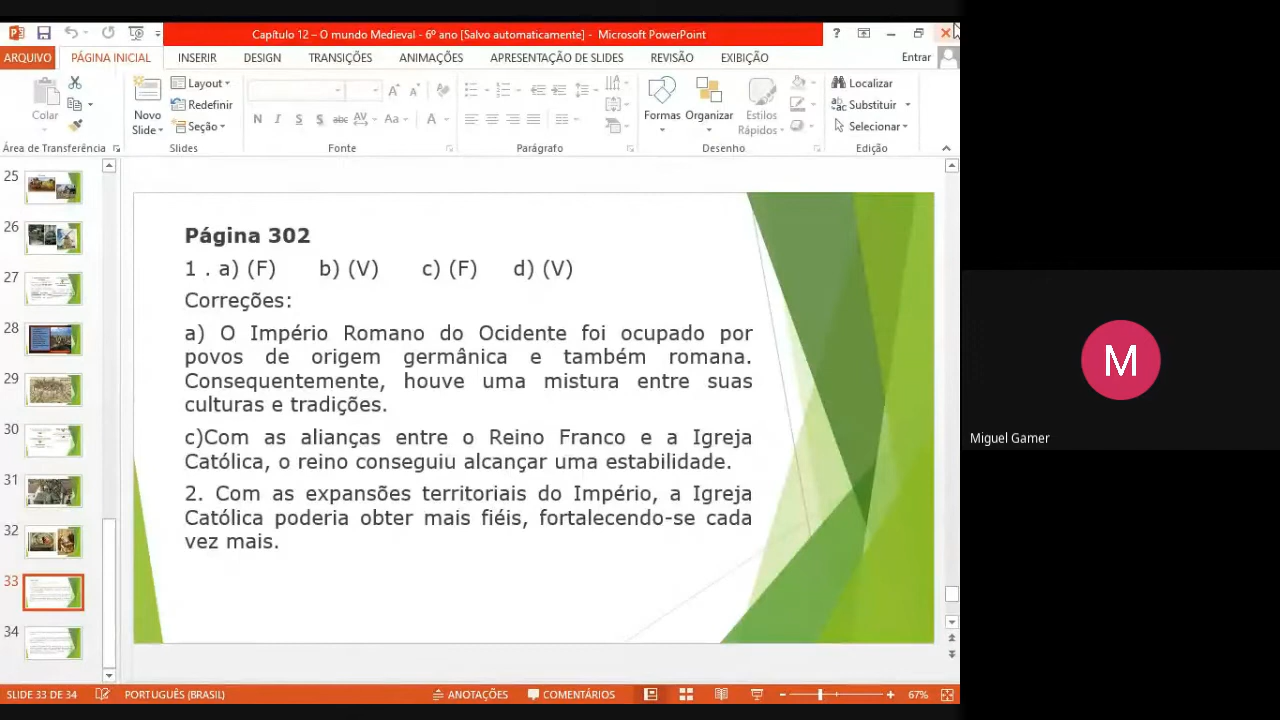 Capítulo 12 – O mundo Medieval - 6º ano [Salvo automaticamente] - Microsoft PowerPoint
?
ARQUIVO PÁGINA INICIAL INSERIR DESIGN TRANSIÇÕES ANIMAÇÕES APRESENTAÇÃO DE SLIDES REVISÃO EXIBIÇÃO Entrar
Colar
Novo
Slide
Layout
Redefinir
Seção
N I S S abc AV Aa A
Formas Organizar Estilos
Rápidos
Localizar
Substituir
Selecionar
Área de Transferência Slides Fonte Parágrafo Desenho Edição
25
26
27
28
29
30
31
32
33
34
Página 302
1 . a) (F) b) (V) c) (F) d) (V)
Correções:
a) O Império Romano do Ocidente foi ocupado por
povos de origem germânica e também romana.
Consequentemente, houve uma mistura entre suas
culturas e tradições.
c)Com as alianças entre o Reino Franco e a Igreja
Católica, o reino conseguiu alcançar uma estabilidade.
2. Com as expansões territoriais do Império, a Igreja
Católica poderia obter mais fiéis, fortalecendo-se cada
vez mais.
M
Miguel Gamer
SLIDE 33 DE 34 PORTUGUÊS (BRASIL) ANOTAÇÕES COMENTÁRIOS 67%